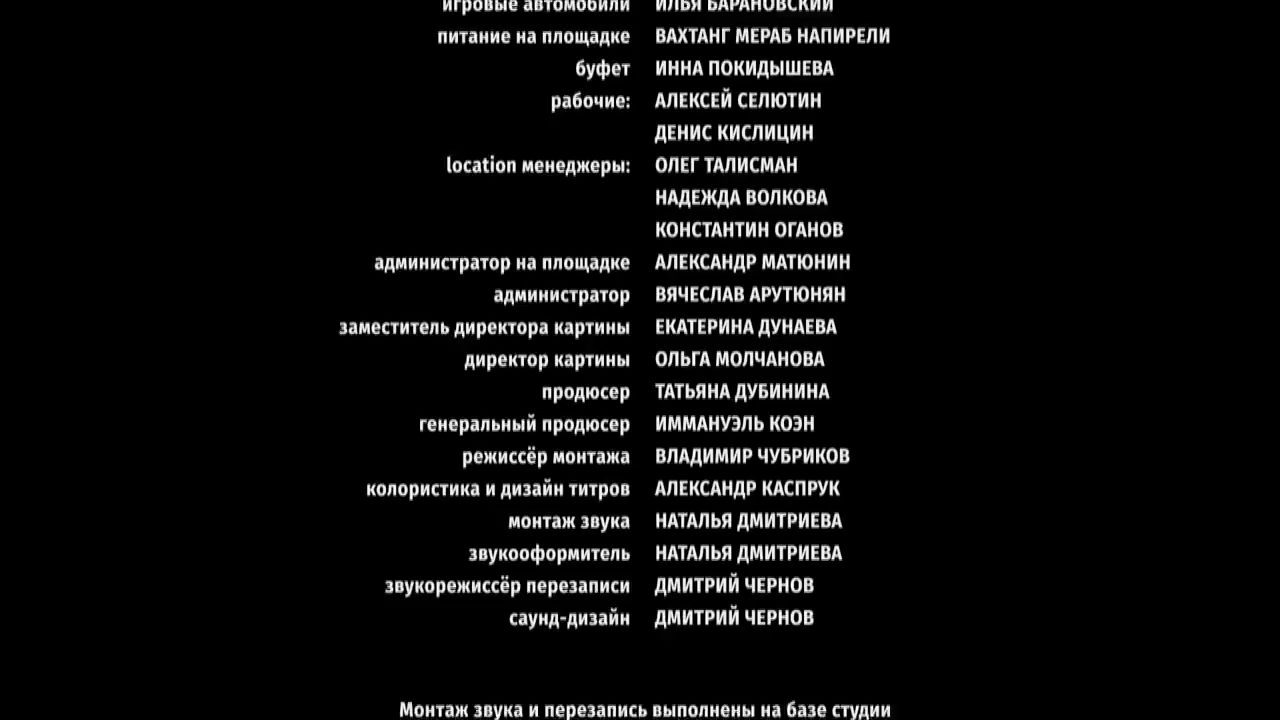 игровые автомобили ИЛЬЯ БАРАНОВСКИЙ
питание на площадке ВАХТАНГ МЕРАБ НАПИРЕЛИ
буфет ИННА ПОКИДЫШЕВА
рабочие: АЛЕКСЕЙ СЕЛЮТИН
ДЕНИС КИСЛИЦИН
location менеджеры: ОЛЕГ ТАЛИСМАН
НАДЕЖДА ВОЛКОВА
КОНСТАНТИН ОГАНОВ
администратор на площадке АЛЕКСАНДР МАТЮНИН
администратор ВЯЧЕСЛАВ АРУТЮНЯН
заместитель директора картины ЕКАТЕРИНА ДУНАЕВА
директор картины ОЛЬГА МОЛЧАНОВА
продюсер ТАТЬЯНА ДУБИНИНА
генеральный продюсер ИММАНУЭЛЬ КОЭН
режиссёр монтажа ВЛАДИМИР ЧУБРИКОВ
колористика и дизайн титров АЛЕКСАНДР КАСПРУК
монтаж звука НАТАЛЬЯ ДМИТРИЕВА
звукооформитель НАТАЛЬЯ ДМИТРИЕВА
звукорежиссёр перезаписи ДМИТРИЙ ЧЕРНОВ
саунд-дизайн ДМИТРИЙ ЧЕРНОВ
Монтаж звука и перезапись выполнены на базе студии